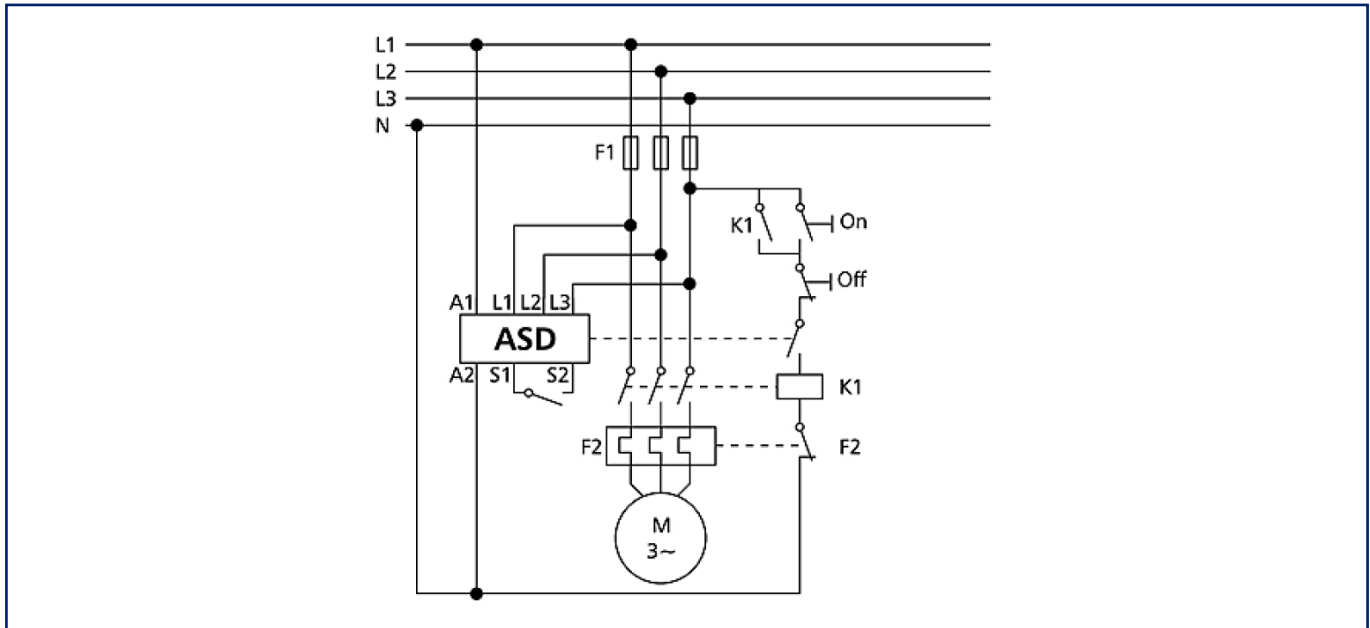 L1
L2
L3
N
F1
K1
On
Off
A1 L1 L2 L3
ASD
A2 S1 S2
K1
F2
F2
M
3~